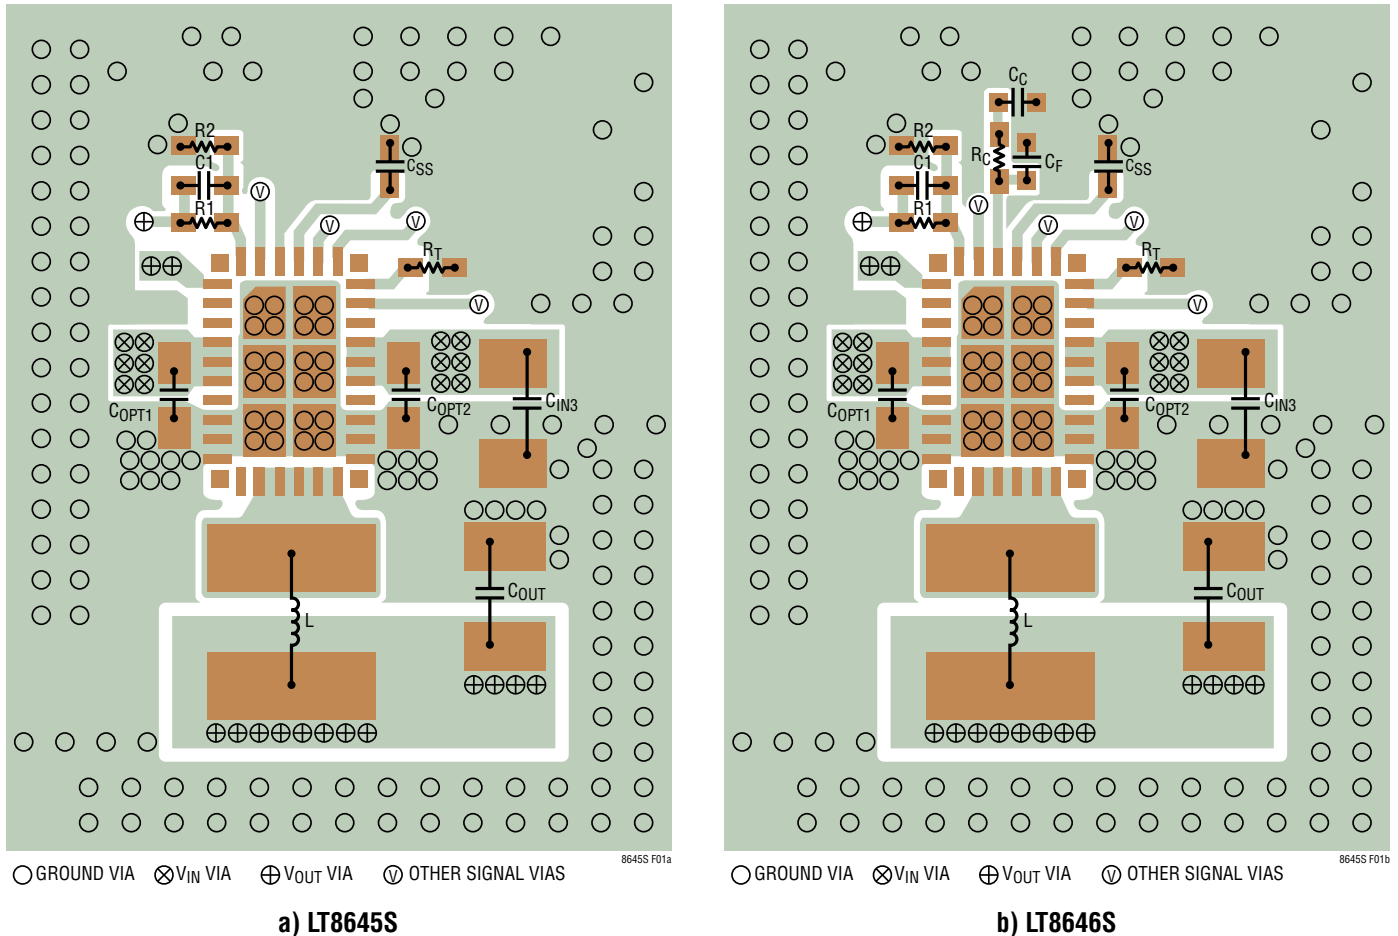 R2
C1
R1
CSS
RT
COPT1
COPT2
CIN3
COUT
L
8645S F01a
GROUND VIA
VIN VIA
VOUT VIA
V OTHER SIGNAL VIAS
a) LT8645S
CC
R2
RC
CF
C1
R1
CSS
V
V
V
V
RT
COPT1
COPT2
CIN3
COUT
L
8645S F01b
GROUND VIA
VIN VIA
VOUT VIA
V OTHER SIGNAL VIAS
b) LT8646S
V
V
V
V